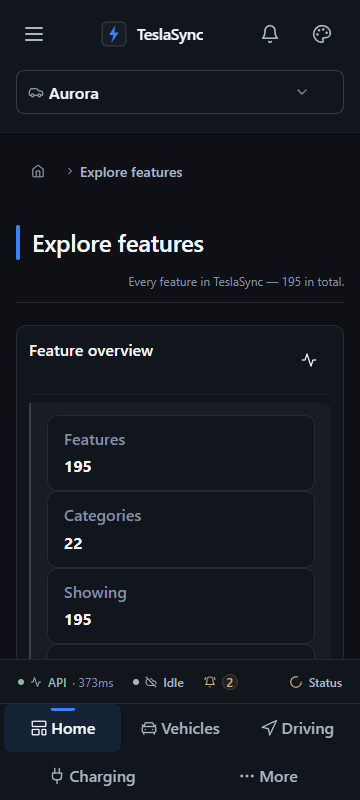 TeslaSync
Aurora
Explore features
Explore features
Every feature in TeslaSync — 195 in total.
Feature overview
Features
195
Categories
22
Showing
195
API · 373ms Idle 2 Status
Home Vehicles Driving
Charging More